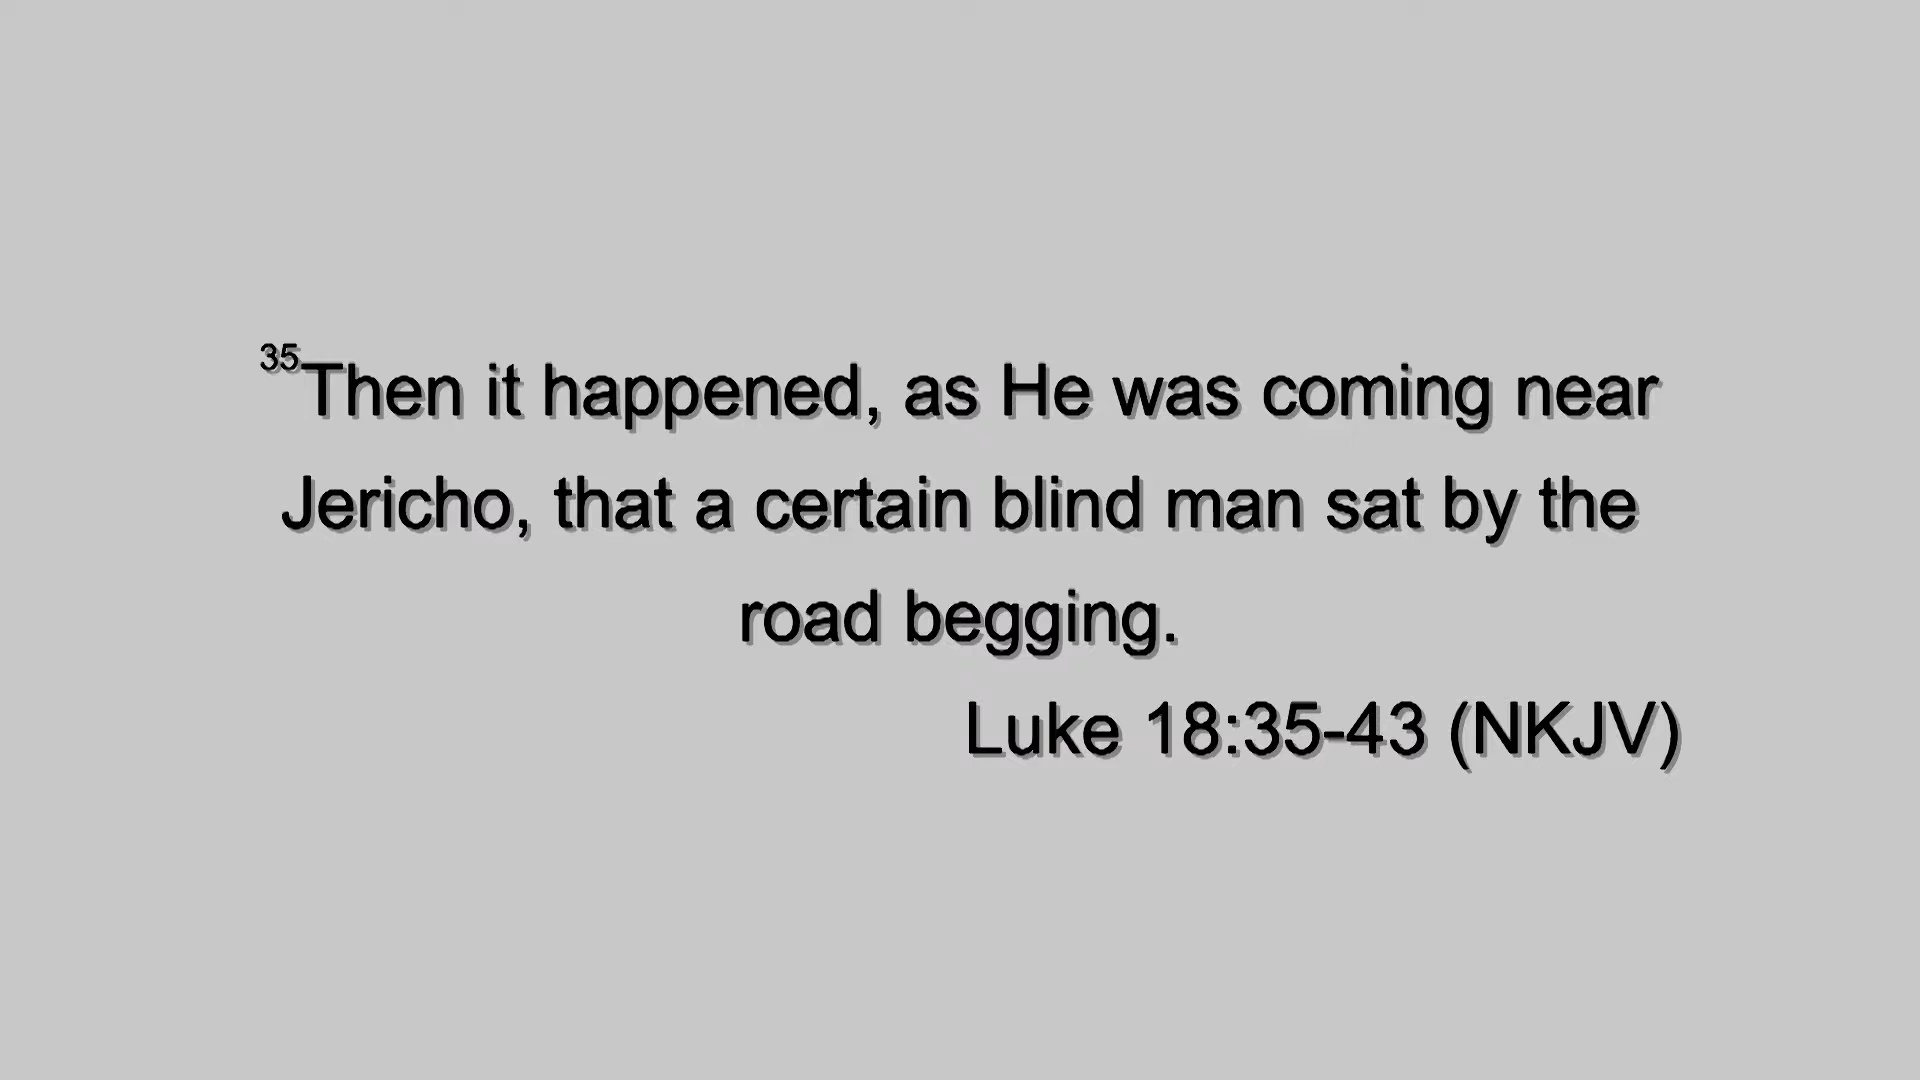 35Then it happened, as He was coming near
Jericho, that a certain blind man sat by the
road begging.
Luke 18:35-43 (NKJV)